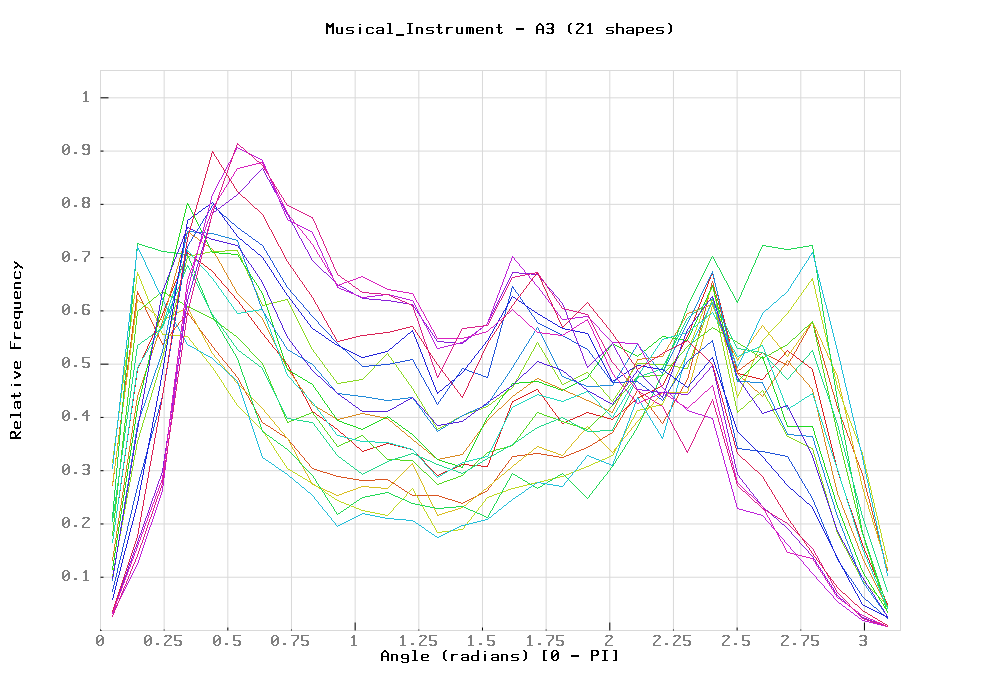 Musical_Instrument - A3 (21 shapes)
1
0.9
0.8
0.7
0.6
0.5
0.4
0.3
0.2
0.1
Relative Frequency
0 0.25 0.5 0.75 1 1.25 1.5 1.75 2 2.25 2.5 2.75 3
Angle (radians) [0 - PI]